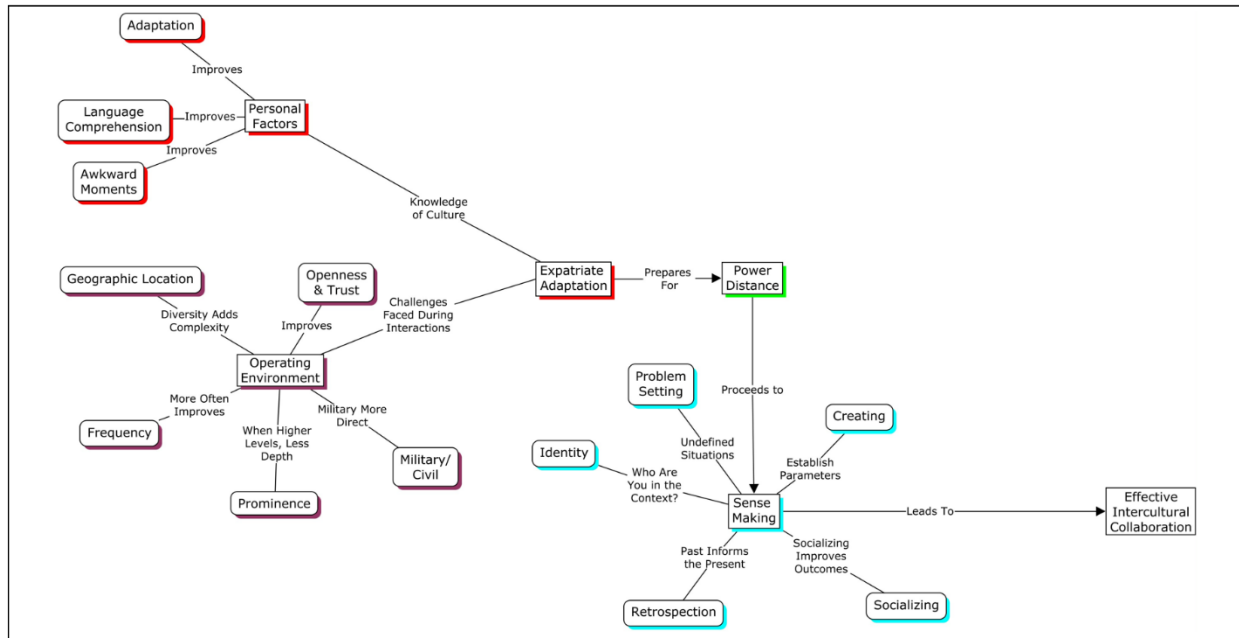 Adaptation
Improves
Language
Comprehension
Improves
Personal
Factors
Improves
Awkward
Moments
Knowledge
of Culture
Geographic Location
Openness
& Trust
Expatriate
Adaptation
Prepares
For
Power
Distance
Diversity Adds
Complexity
Improves
Challenges
Faced During
Interactions
Operating
Environment
More Often
Improves
Military More
Direct
Frequency
When Higher
Levels, Less
Depth
Military/
Civil
Prominence
Problem
Setting
Proceeds to
Creating
Undefined
Situations
Identity
Establish
Parameters
Who Are
You in the
Context?
Sense
Making
Leads To
Effective
Intercultural
Collaboration
Past Informs
the Present
Socializing
Improves
Outcomes
Retrospection
Socializing